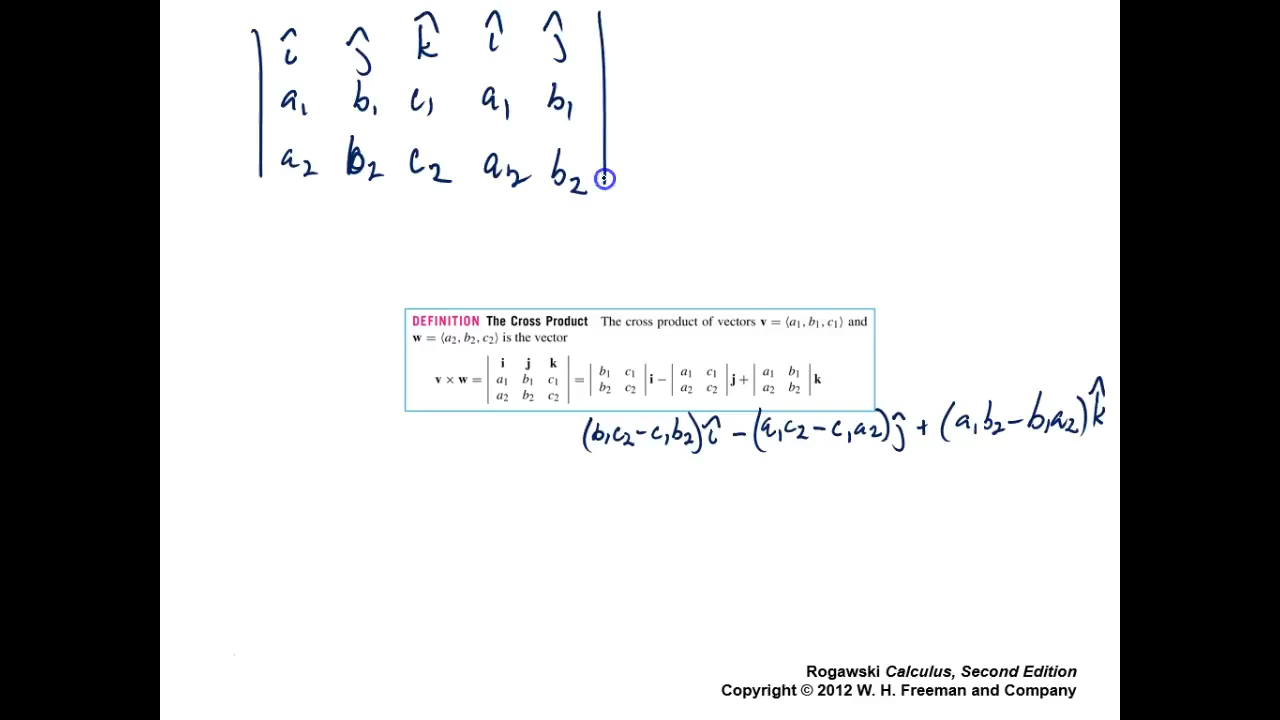 î ĵ k̂ î ĵ
a₁ b₁ c₁ a₁ b₁
a₂ b₂ c₂ a₂ b₂
DEFINITION The Cross Product The cross product of vectors v = ⟨a₁, b₁, c₁⟩ and
w = ⟨a₂, b₂, c₂⟩ is the vector
v × w = | i j k ; a₁ b₁ c₁ ; a₂ b₂ c₂ | = | b₁ c₁ ; b₂ c₂ | i − | a₁ c₁ ; a₂ c₂ | j + | a₁ b₁ ; a₂ b₂ | k
(b₁c₂ − c₁b₂)î − (a₁c₂ − c₁a₂)ĵ + (a₁b₂ − b₁a₂)k̂
Rogawski Calculus, Second Edition
Copyright © 2012 W. H. Freeman and Company